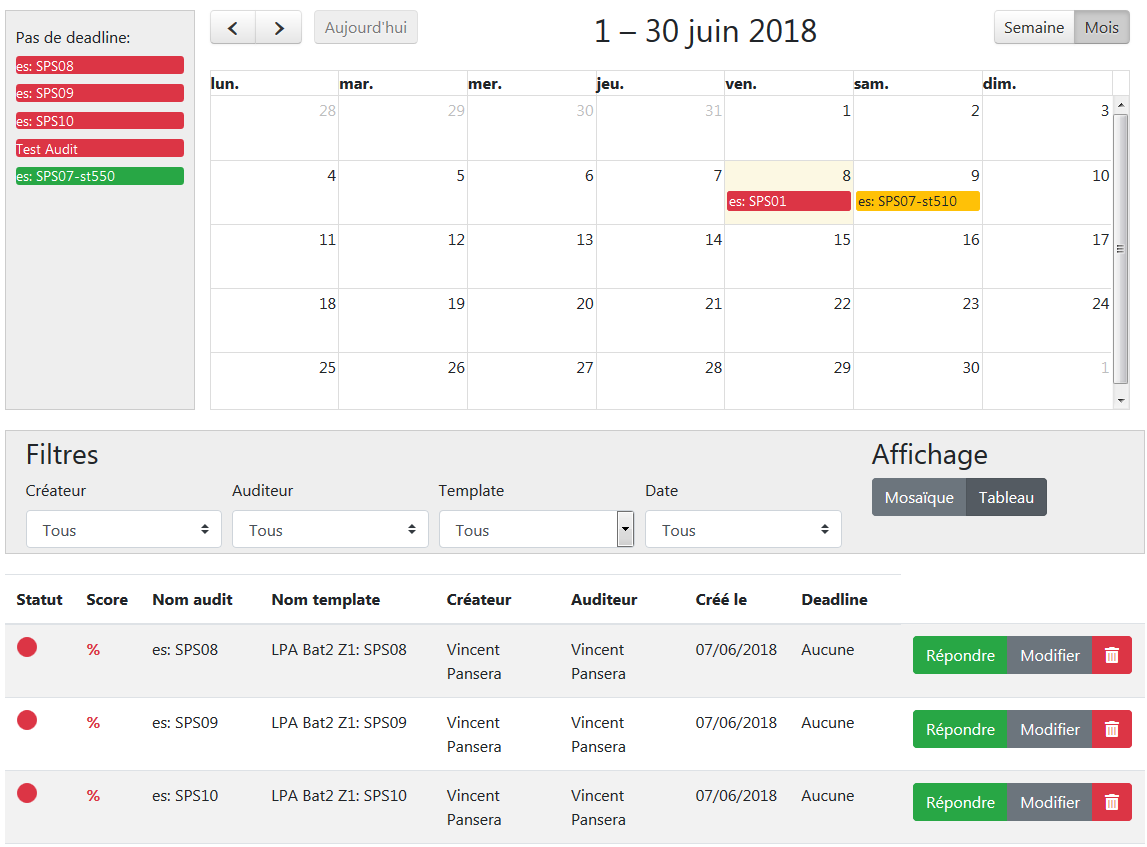 Pas de deadline:
es: SPS08
es: SPS09
es: SPS10
Test Audit
es: SPS07-st550
Aujourd'hui
1 – 30 juin 2018
Semaine Mois
lun. mar. mer. jeu. ven. sam. dim.
28 29 30 31 1 2 3
4 5 6 7 8 9 10
es: SPS01 es: SPS07-st510
11 12 13 14 15 16 17
18 19 20 21 22 23 24
25 26 27 28 29 30 1
Filtres
Créateur Auditeur Template Date
Tous Tous Tous Tous
Affichage
Mosaïque Tableau
Statut Score Nom audit Nom template Créateur Auditeur Créé le Deadline
% es: SPS08 LPA Bat2 Z1: SPS08 Vincent Vincent 07/06/2018 Aucune
Pansera Pansera
Répondre Modifier
% es: SPS09 LPA Bat2 Z1: SPS09 Vincent Vincent 07/06/2018 Aucune
Pansera Pansera
Répondre Modifier
% es: SPS10 LPA Bat2 Z1: SPS10 Vincent Vincent 07/06/2018 Aucune
Pansera Pansera
Répondre Modifier